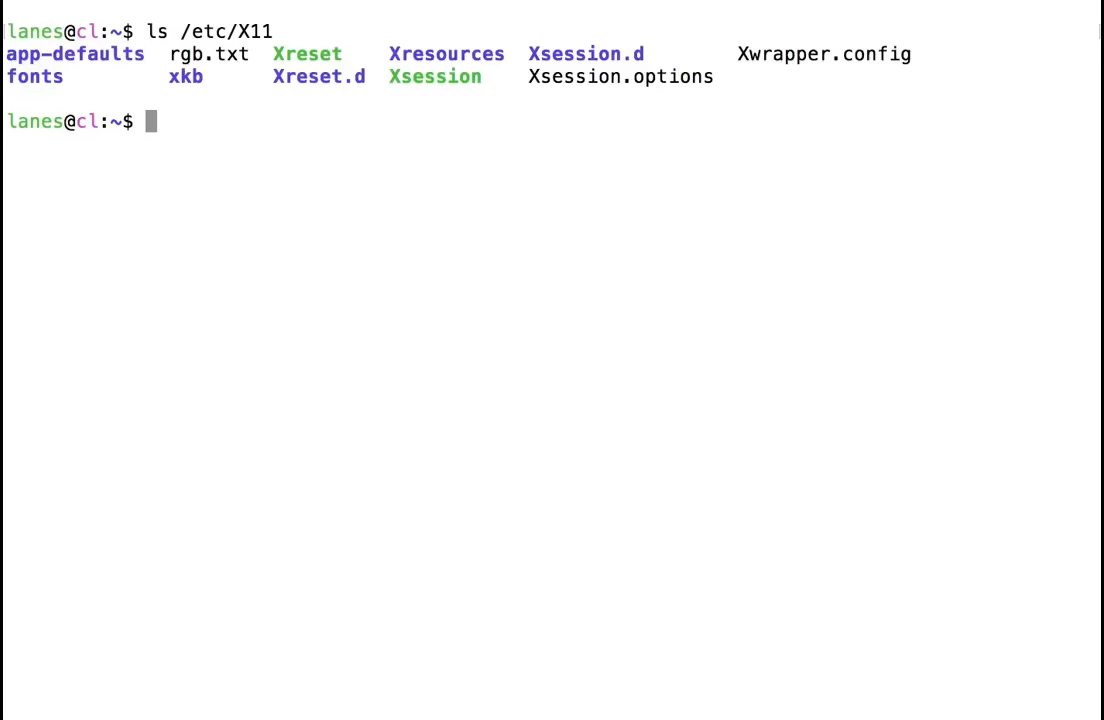 lanes@cl:~$ ls /etc/X11
app-defaults  rgb.txt  Xreset    Xresources  Xsession.d        Xwrapper.config
fonts         xkb      Xreset.d  Xsession    Xsession.options
lanes@cl:~$